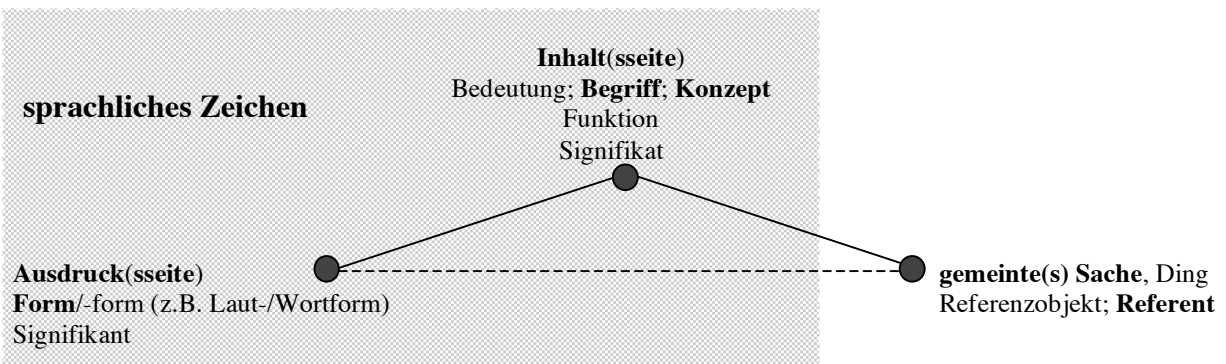 Inhalt(sseite)
Bedeutung; Begriff; Konzept
Funktion
Signifikat
sprachliches Zeichen
Ausdruck(sseite)
Form/-form (z.B. Laut-/Wortform)
Signifikant
gemeinte(s) Sache, Ding
Referenzobjekt; Referent